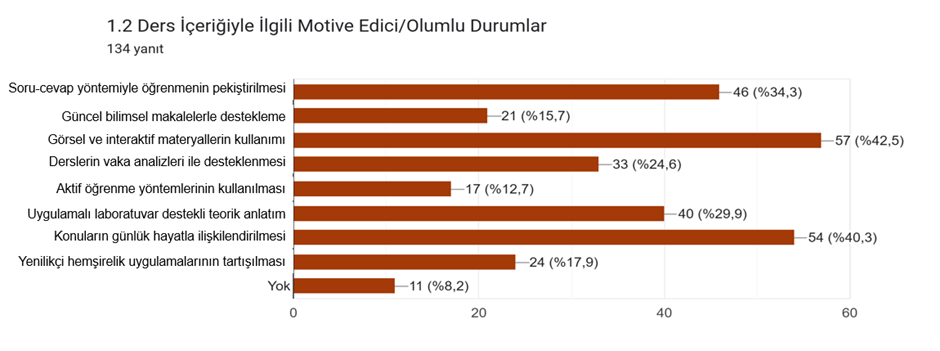 1.2 Ders İçeriğiyle İlgili Motive Edici/Olumlu Durumlar
134 yanıt
Soru-cevap yöntemiyle öğrenmenin pekiştirilmesi 46 (%34,3)
Güncel bilimsel makalelerle destekleme 21 (%15,7)
Görsel ve interaktif materyallerin kullanımı 57 (%42,5)
Derslerin vaka analizleri ile desteklenmesi 33 (%24,6)
Aktif öğrenme yöntemlerinin kullanılması 17 (%12,7)
Uygulamalı laboratuvar destekli teorik anlatım 40 (%29,9)
Konuların günlük hayatla ilişkilendirilmesi 54 (%40,3)
Yenilikçi hemşirelik uygulamalarının tartışılması 24 (%17,9)
Yok 11 (%8,2)
0 20 40 60